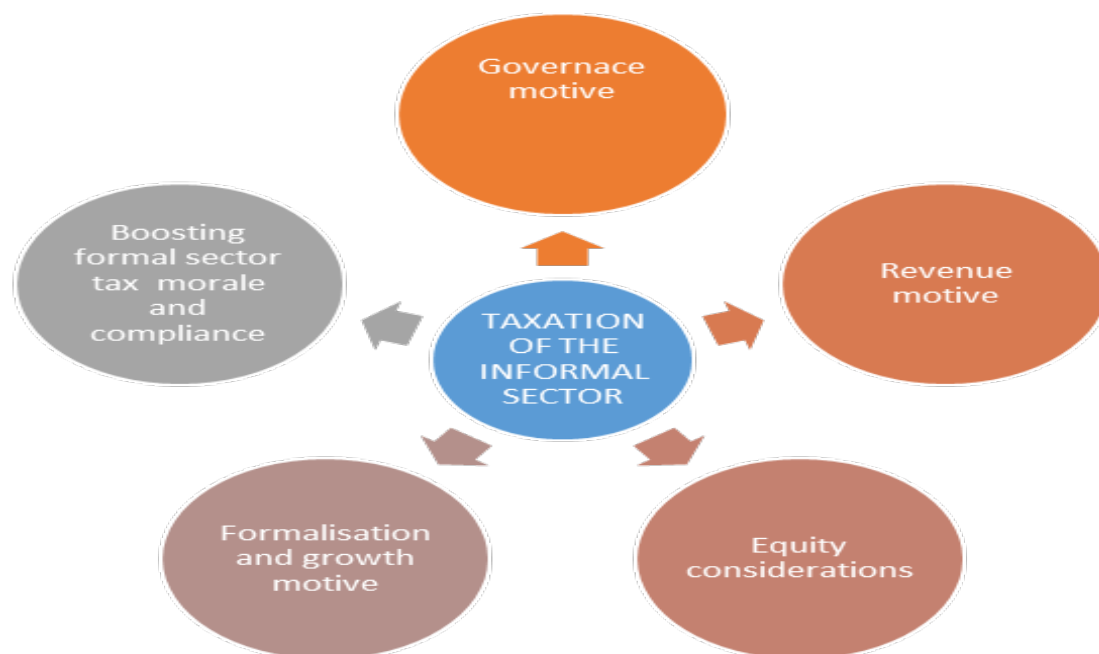 Governace
motive
Boosting
formal sector
tax morale
and
compliance
Revenue
motive
TAXATION
OF THE
INFORMAL
SECTOR
Formalisation
and growth
motive
Equity
considerations